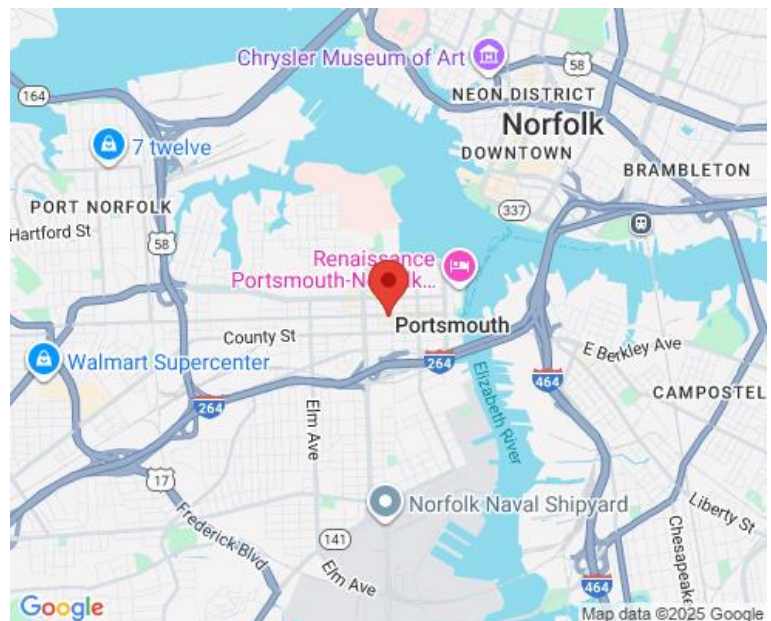 Chrysler Museum of Art
58
NEON DISTRICT
164
Norfolk
DOWNTOWN
7 twelve
BRAMBLETON
PORT NORFOLK
337
Hartford St
58
Renaissance
Portsmouth-Norfolk...
Portsmouth
County St
E Berkley Ave
Walmart Supercenter
264
464
264
Elizabeth River
CAMPOSTEL
Elm Ave
17
Norfolk Naval Shipyard
Liberty St
Frederick Blvd
141
Chesapeake
Elm Ave
464
Google
Map data ©2025 Google